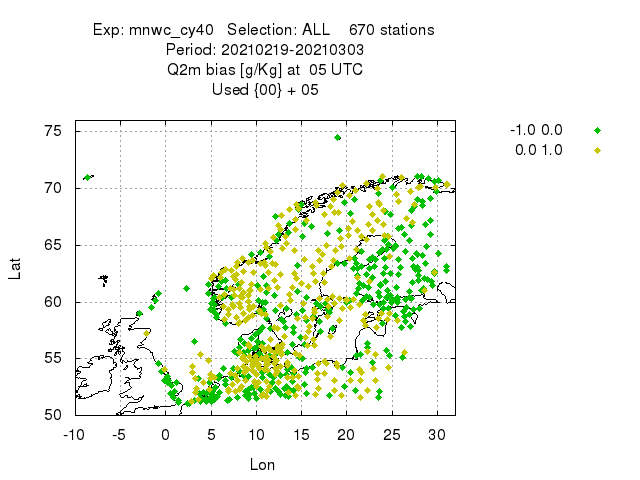 Exp: mnwc_cy40 Selection: ALL 670 stations
Period: 20210219-20210303
Q2m bias [g/Kg] at 05 UTC
Used {00} + 05
-1.0 0.0
0.0 1.0
75
70
65
60
55
50
Lat
-10 -5 0 5 10 15 20 25 30
Lon